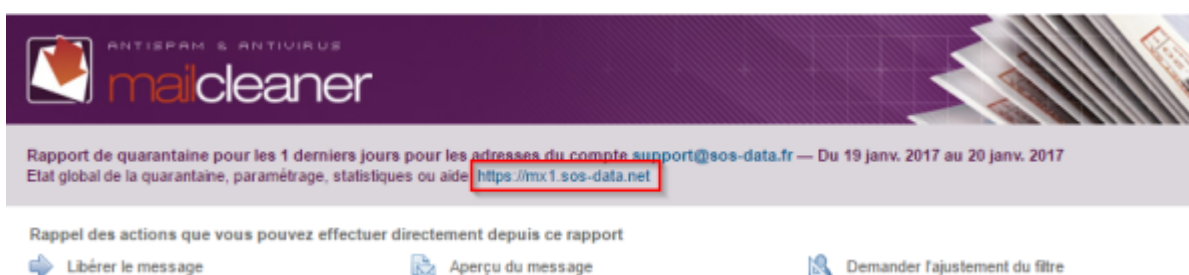 ANTISPAM & ANTIVIRUS
mailcleaner
Rapport de quarantaine pour les 1 derniers jours pour les adresses du compte support@sos-data.fr — Du 19 janv. 2017 au 20 janv. 2017
Etat global de la quarantaine, paramétrage, statistiques ou aide https://mx1.sos-data.net
Rappel des actions que vous pouvez effectuer directement depuis ce rapport
Libérer le message Aperçu du message Demander l'ajustement du filtre